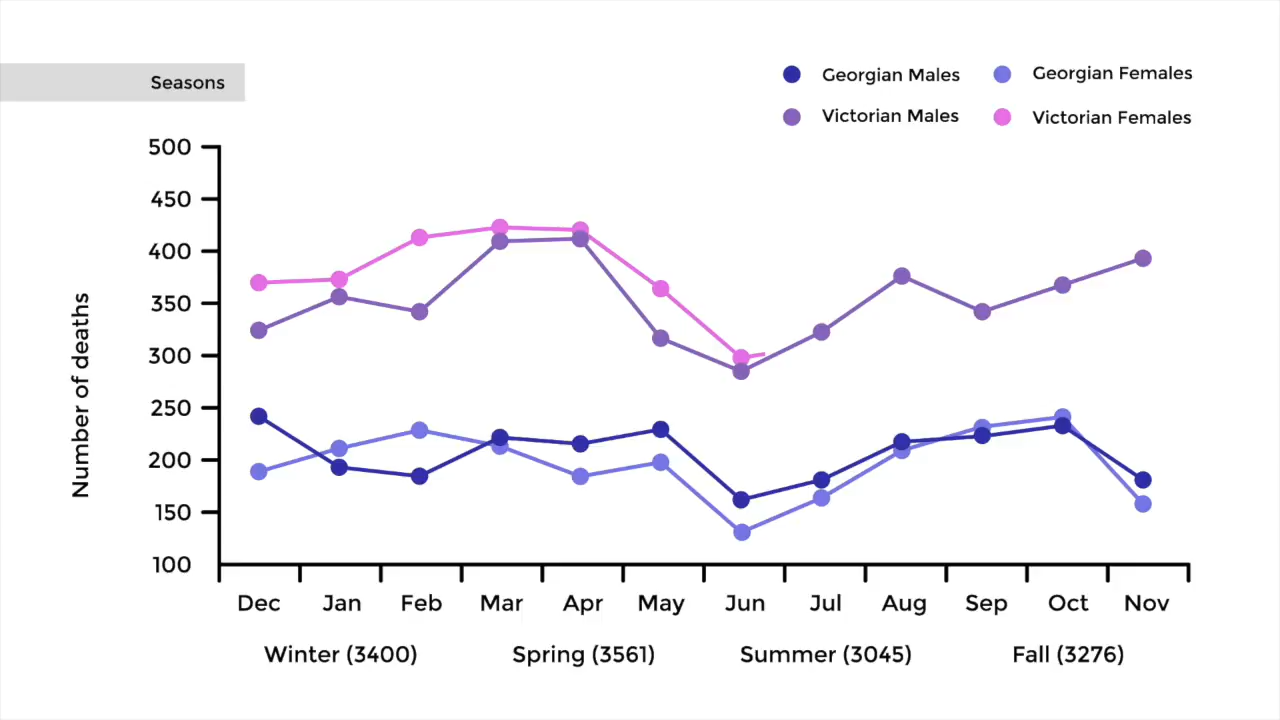 Seasons
Georgian Males
Georgian Females
Victorian Males
Victorian Females
500
450
400
350
300
250
200
150
100
Number of deaths
Dec Jan Feb Mar Apr May Jun Jul Aug Sep Oct Nov
Winter (3400) Spring (3561) Summer (3045) Fall (3276)